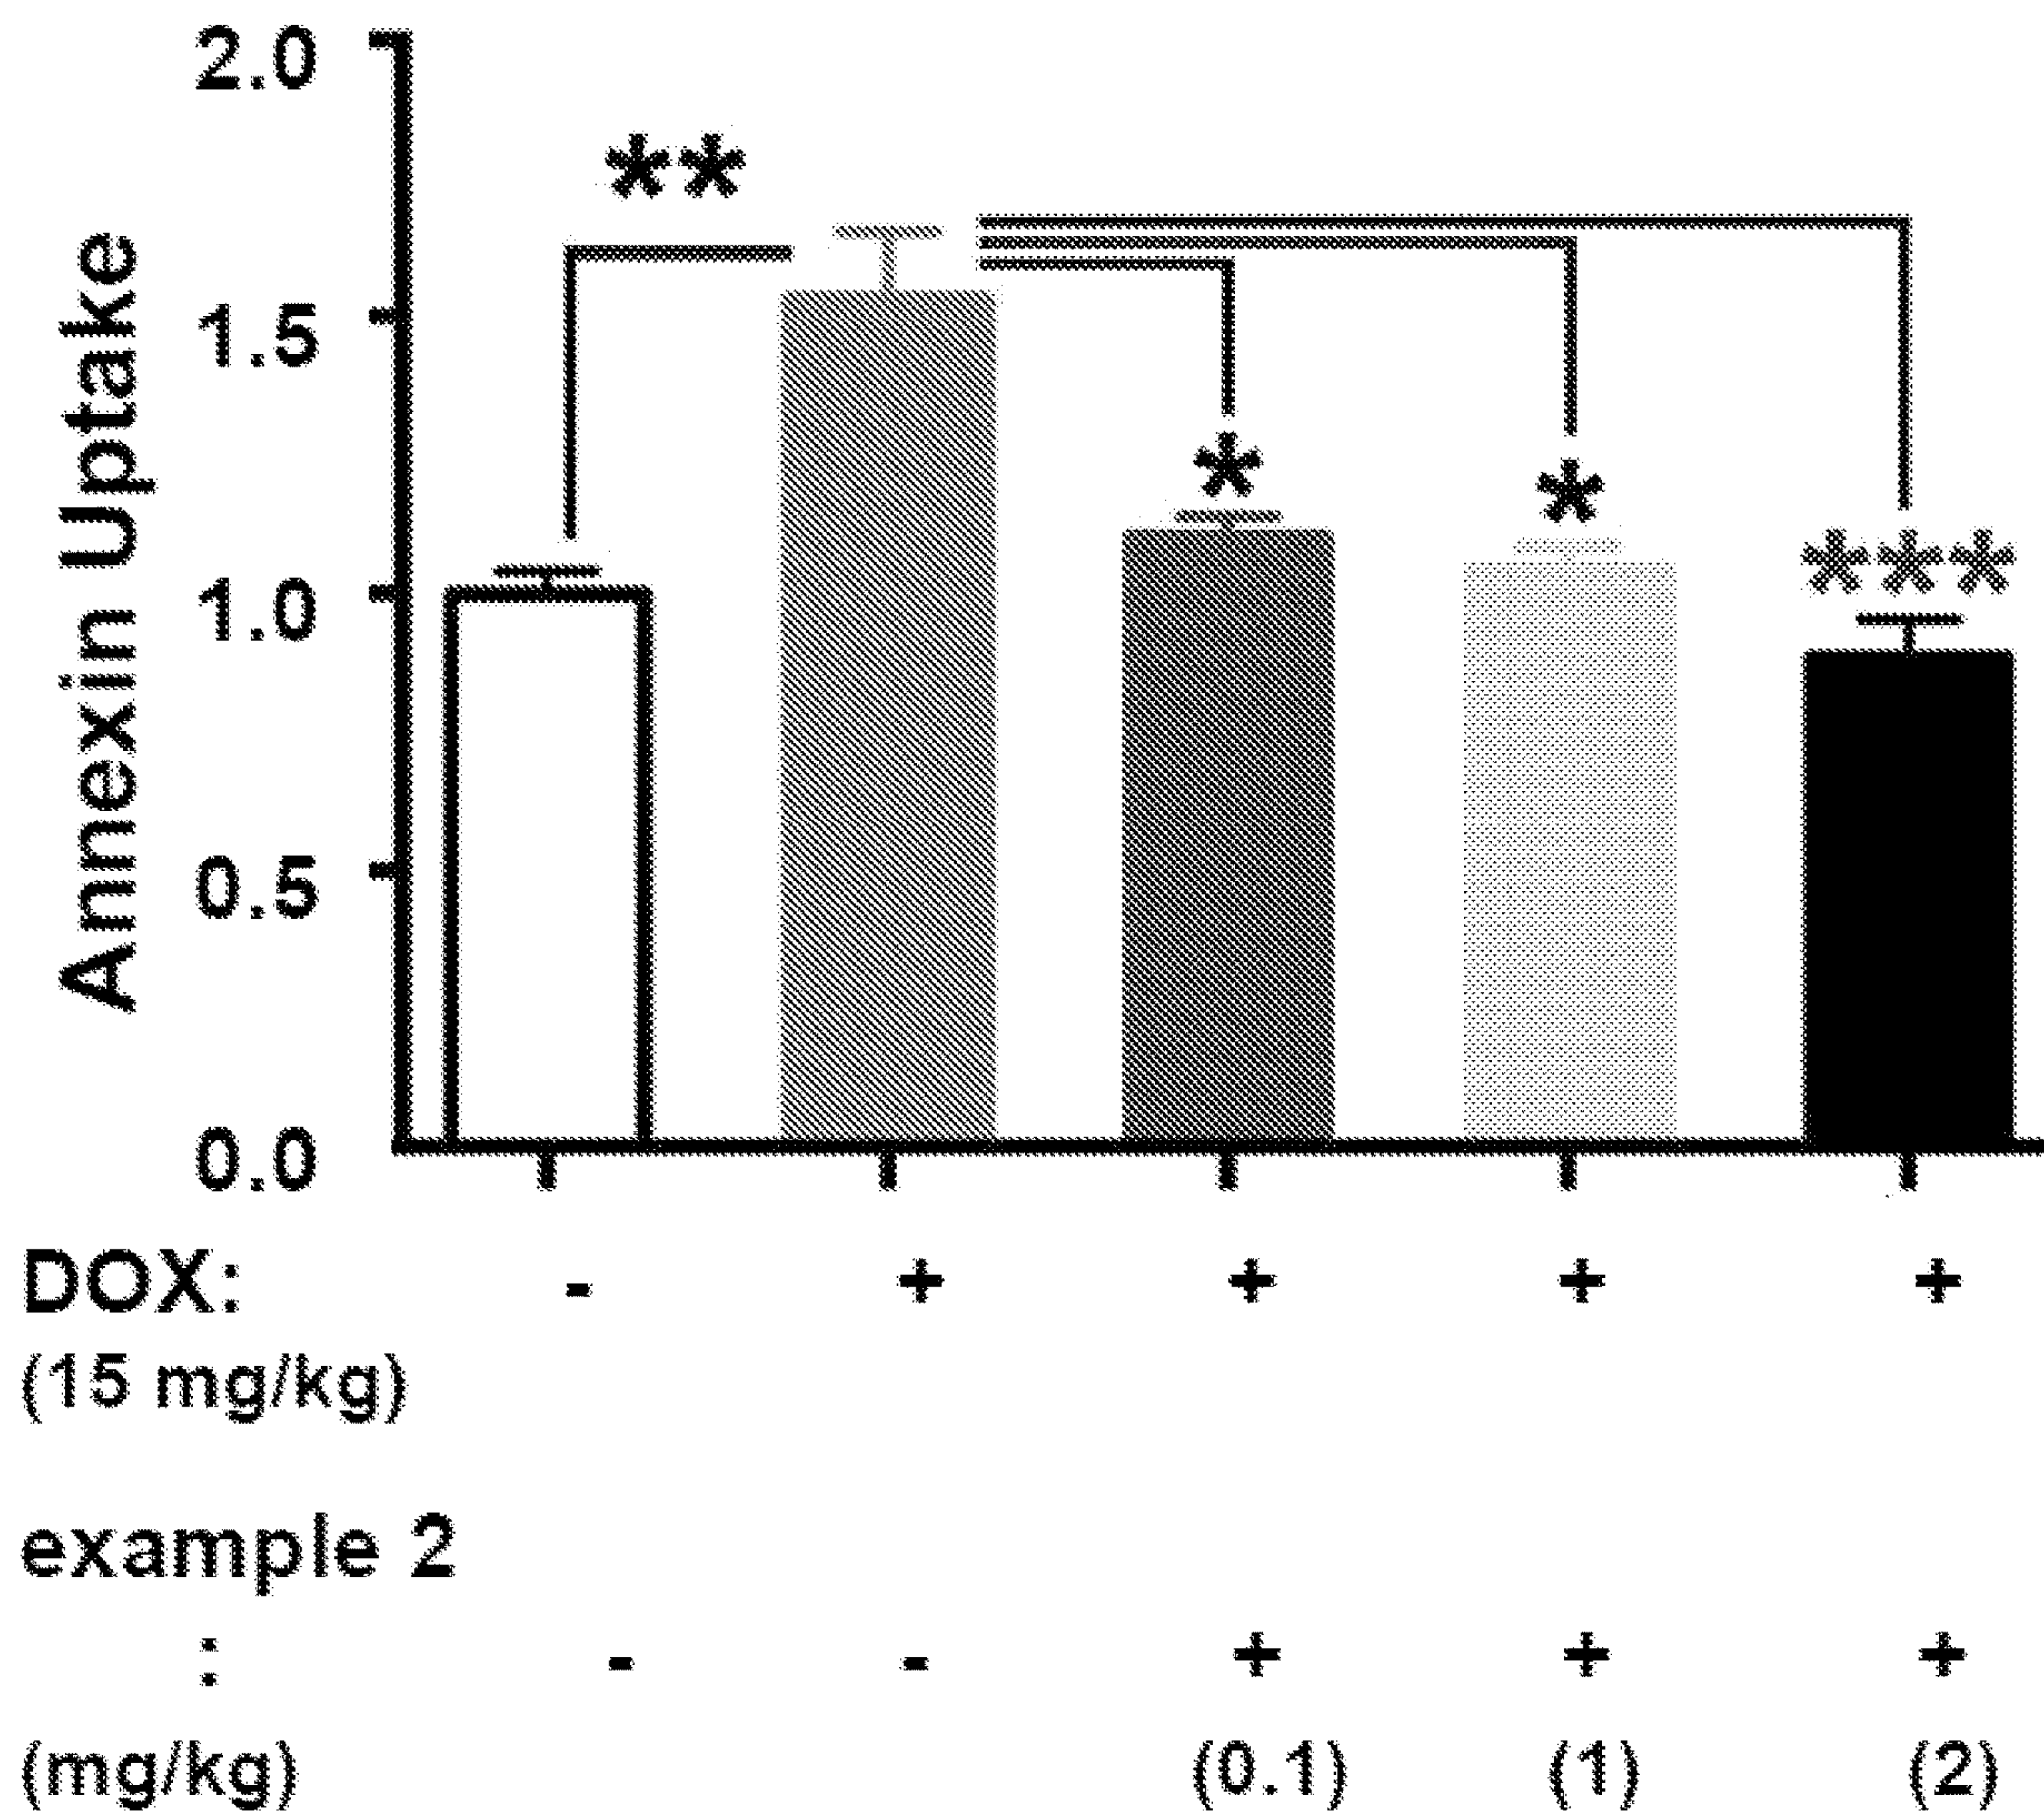 Annexin Uptake
2.0
1.5
1.0
0.5
0.0
**
*
*
***
DOX: - + + + +
(15 mg/kg)
example 2
: - - + + +
(mg/kg) (0.1) (1) (2)